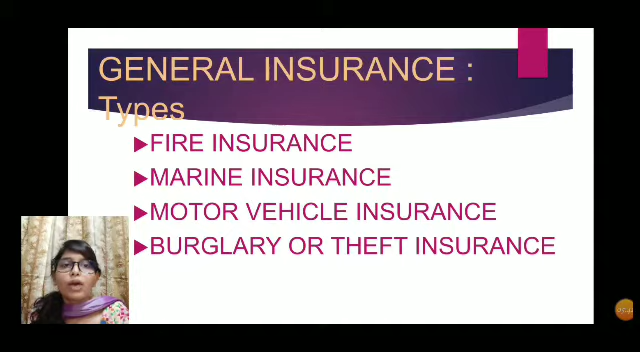 GENERAL INSURANCE :
Types
FIRE INSURANCE
MARINE INSURANCE
MOTOR VEHICLE INSURANCE
BURGLARY OR THEFT INSURANCE